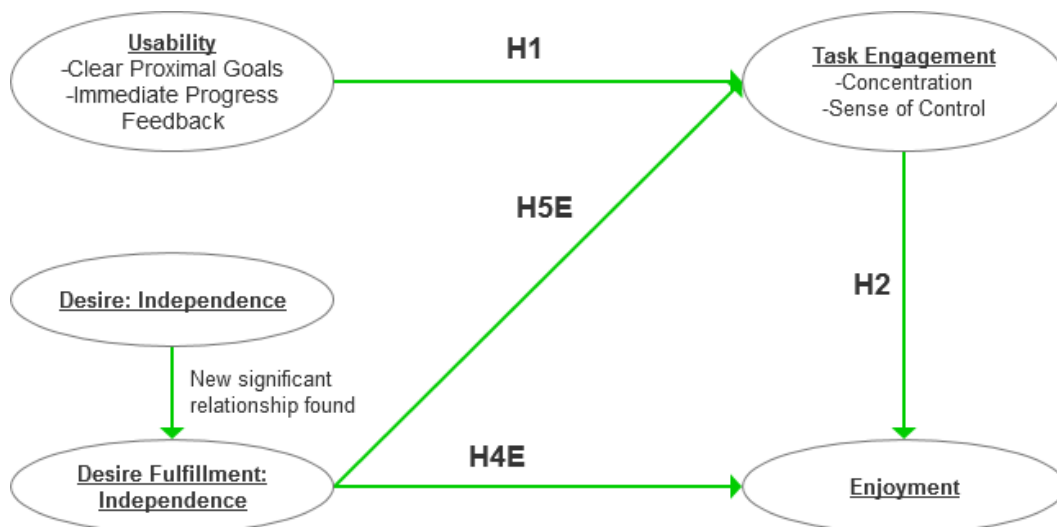 Usability
-Clear Proximal Goals
-Immediate Progress
Feedback
H1
Task Engagement
-Concentration
-Sense of Control
H5E
H2
Desire: Independence
New significant
relationship found
Desire Fulfillment:
Independence
H4E
Enjoyment